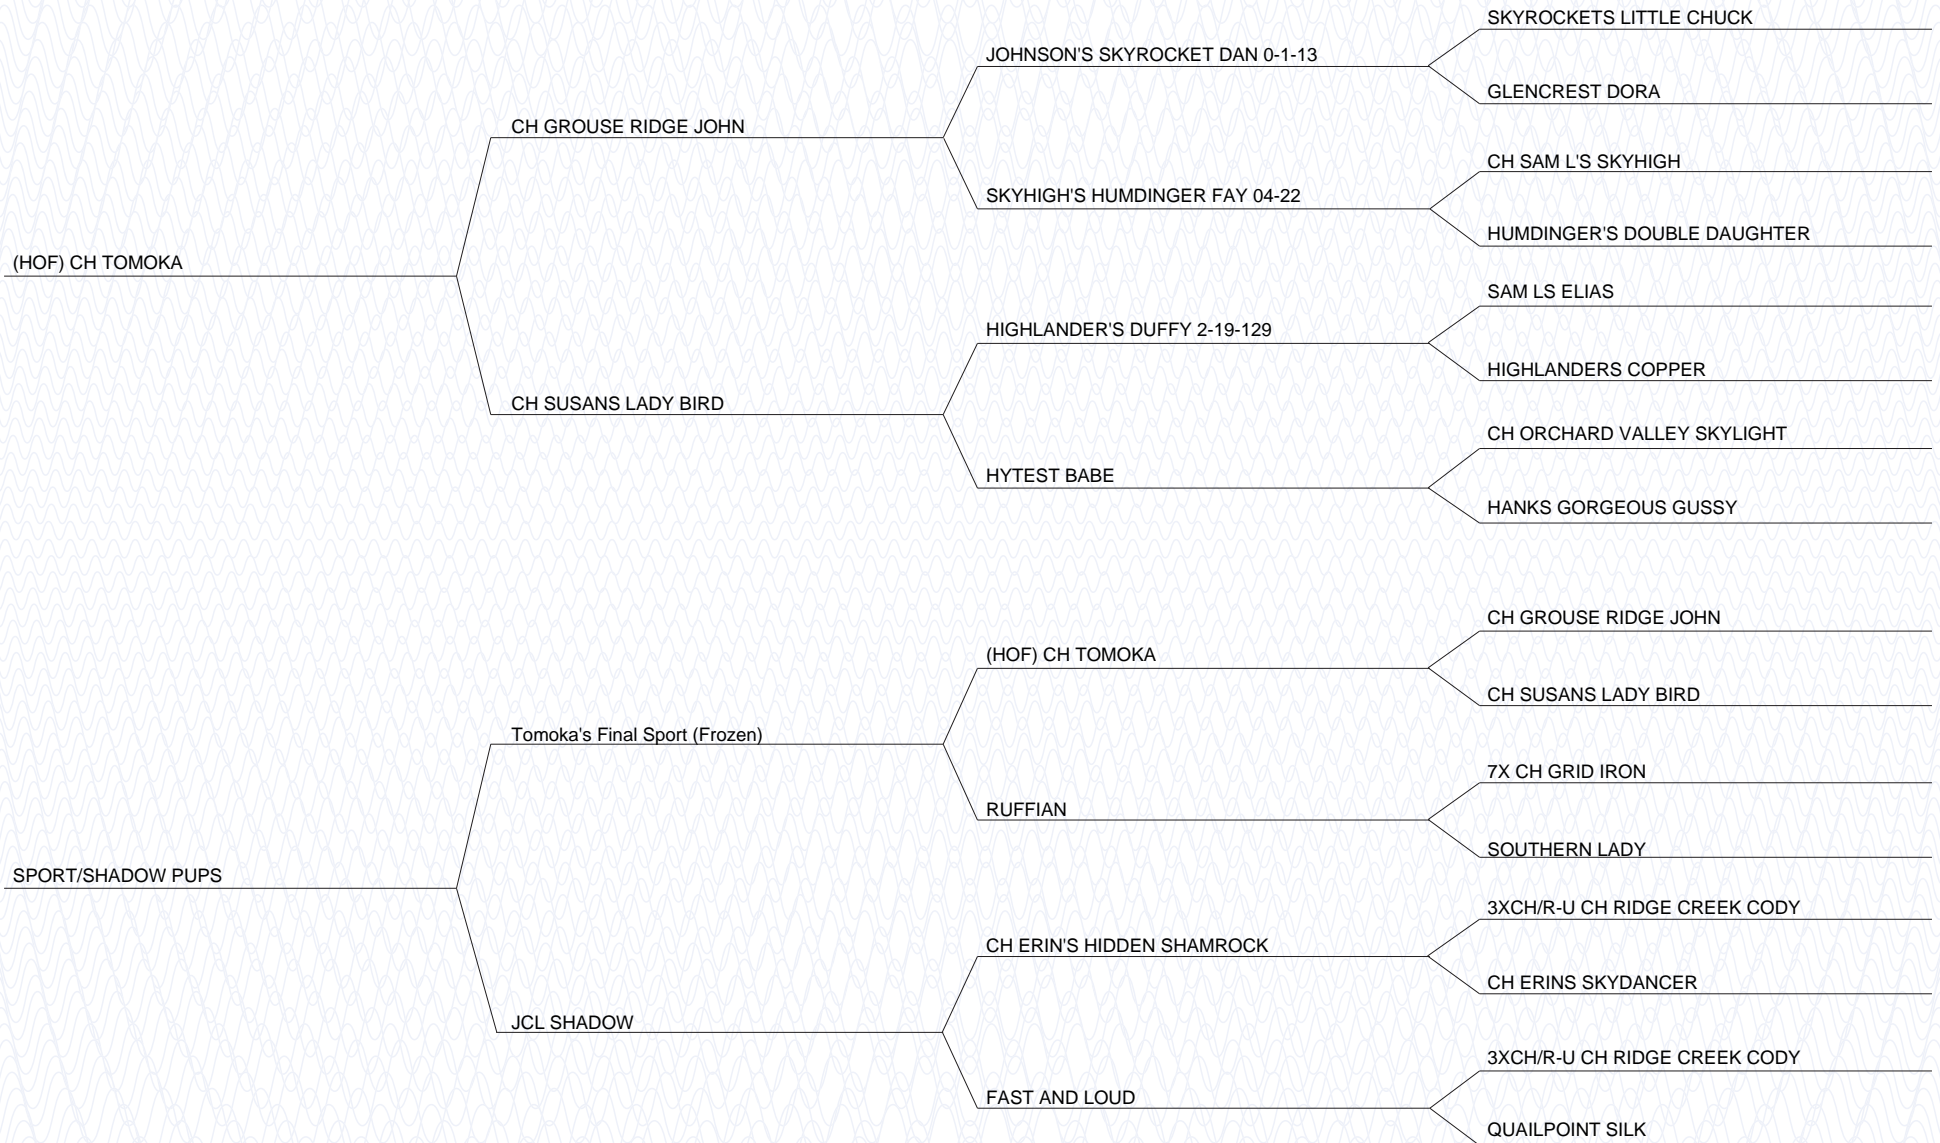 SKYROCKETS LITTLE CHUCK
JOHNSON'S SKYROCKET DAN 0-1-13
GLENCREST DORA
CH GROUSE RIDGE JOHN
CH SAM L'S SKYHIGH
SKYHIGH'S HUMDINGER FAY 04-22
HUMDINGER'S DOUBLE DAUGHTER
(HOF) CH TOMOKA
SAM LS ELIAS
HIGHLANDER'S DUFFY 2-19-129
HIGHLANDERS COPPER
CH SUSANS LADY BIRD
CH ORCHARD VALLEY SKYLIGHT
HYTEST BABE
HANKS GORGEOUS GUSSY
CH GROUSE RIDGE JOHN
(HOF) CH TOMOKA
CH SUSANS LADY BIRD
Tomoka's Final Sport (Frozen)
7X CH GRID IRON
RUFFIAN
SOUTHERN LADY
SPORT/SHADOW PUPS
3XCH/R-U CH RIDGE CREEK CODY
CH ERIN'S HIDDEN SHAMROCK
CH ERINS SKYDANCER
JCL SHADOW
3XCH/R-U CH RIDGE CREEK CODY
FAST AND LOUD
QUAILPOINT SILK